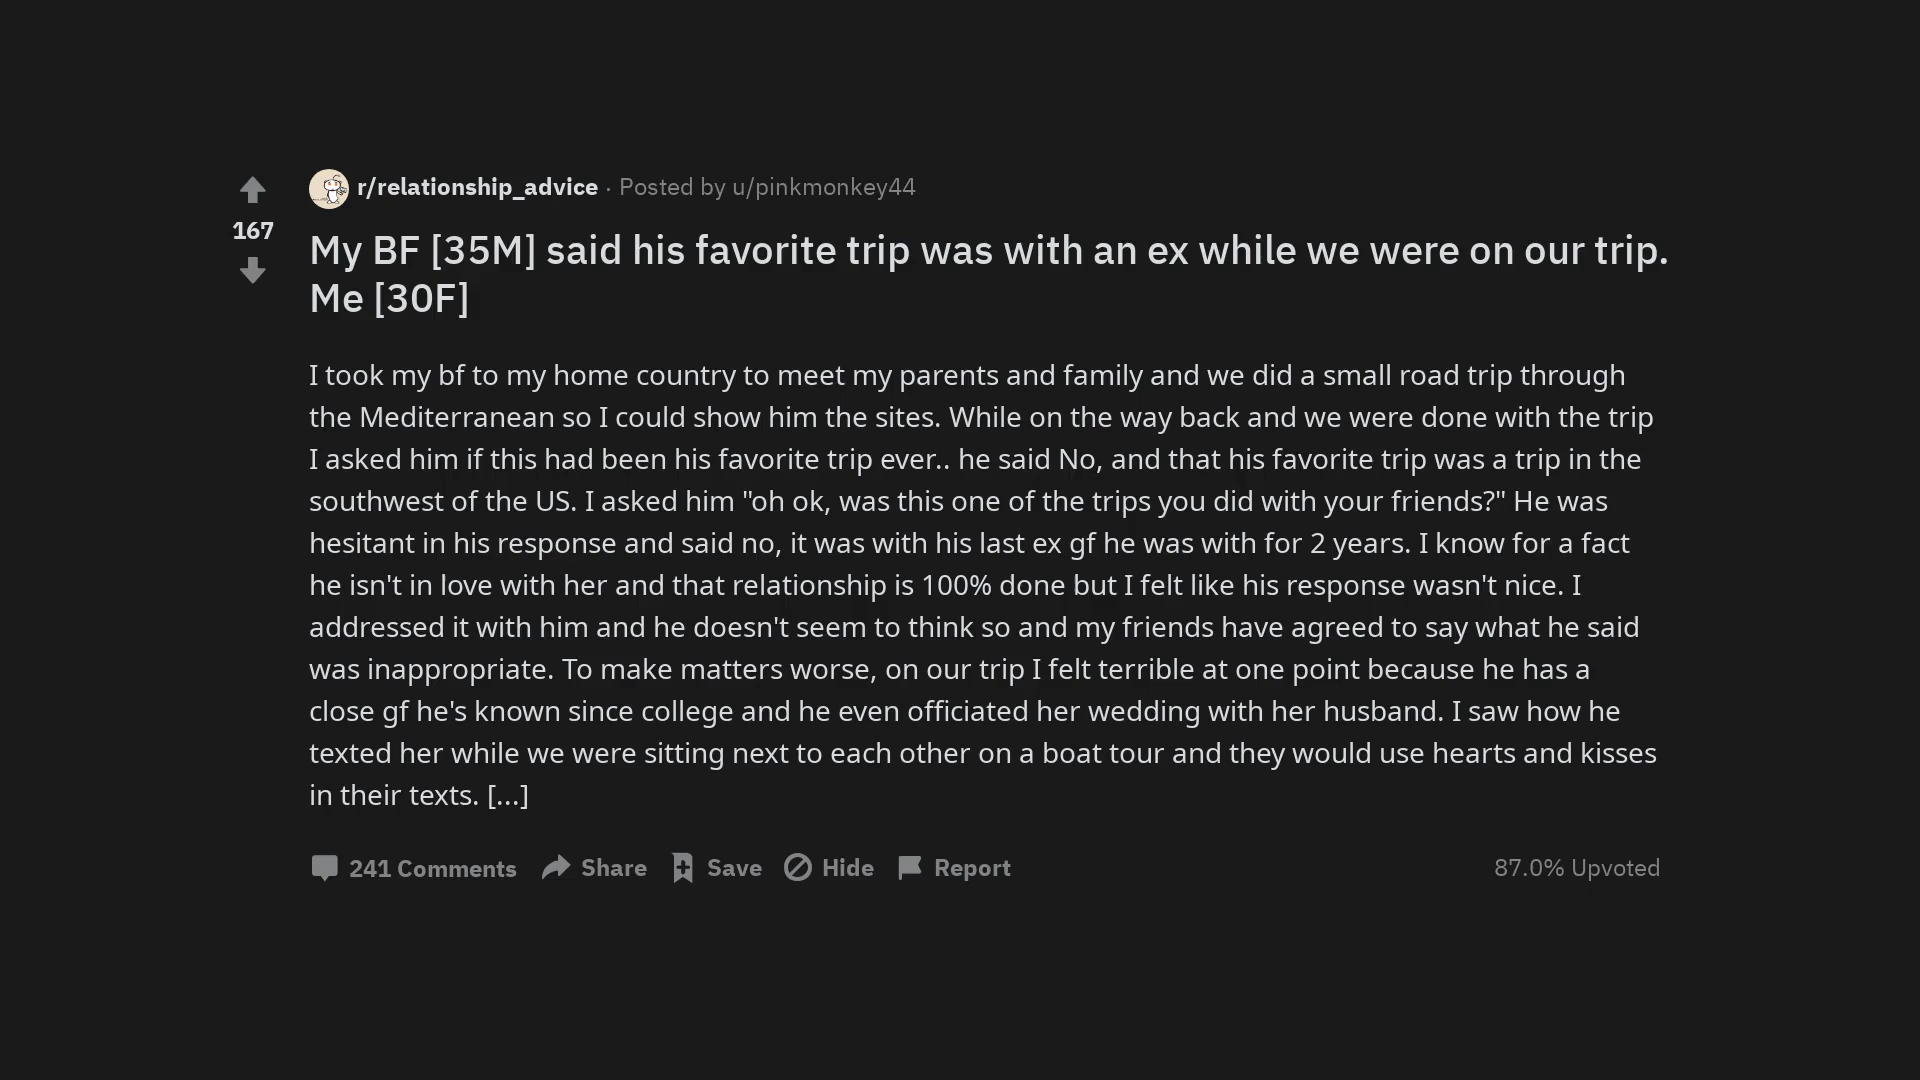 r/relationship_advice · Posted by u/pinkmonkey44
167
My BF [35M] said his favorite trip was with an ex while we were on our trip.
Me [30F]
I took my bf to my home country to meet my parents and family and we did a small road trip through
the Mediterranean so I could show him the sites. While on the way back and we were done with the trip
I asked him if this had been his favorite trip ever.. he said No, and that his favorite trip was a trip in the
southwest of the US. I asked him "oh ok, was this one of the trips you did with your friends?" He was
hesitant in his response and said no, it was with his last ex gf he was with for 2 years. I know for a fact
he isn't in love with her and that relationship is 100% done but I felt like his response wasn't nice. I
addressed it with him and he doesn't seem to think so and my friends have agreed to say what he said
was inappropriate. To make matters worse, on our trip I felt terrible at one point because he has a
close gf he's known since college and he even officiated her wedding with her husband. I saw how he
texted her while we were sitting next to each other on a boat tour and they would use hearts and kisses
in their texts. [...]
241 Comments Share Save Hide Report 87.0% Upvoted